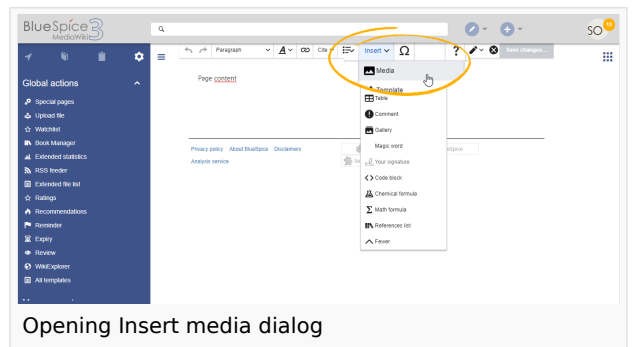 BlueSpice3
MediaWiki
SO
13
Paragraph
A
Cite
Insert
Ω
?
Save changes...
Media
Template
Table
Comment
Gallery
Magic word
Your signature
Code block
Chemical formula
Math formula
References list
Fewer
Page content
Privacy policy About BlueSpice Disclaimers
Analysis service
Global actions
Special pages
Upload file
Watchlist
Book Manager
Extended statistics
RSS feeder
Extended file list
Ratings
Recommendations
Reminder
Expiry
Review
WikiExplorer
All templates
Opening Insert media dialog